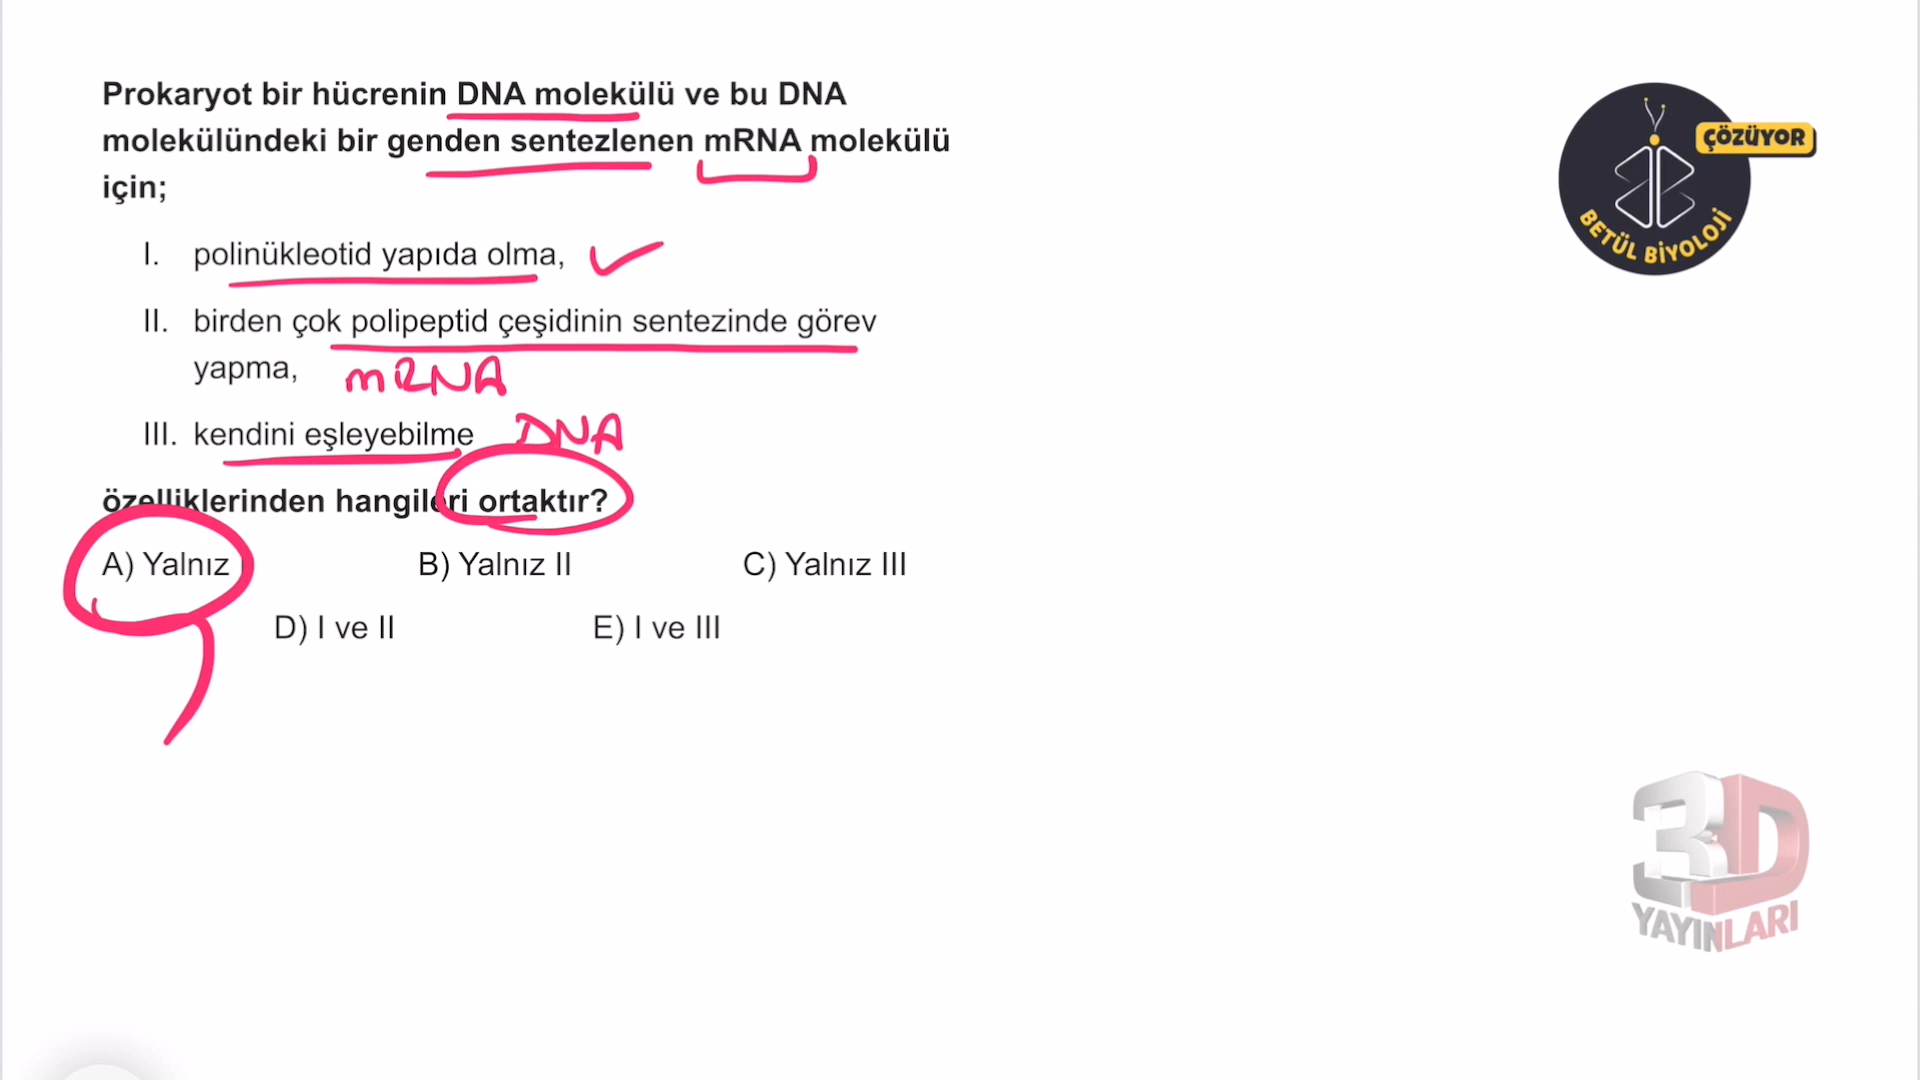 Prokaryot bir hücrenin DNA molekülü ve bu DNA
molekülündeki bir genden sentezlenen mRNA molekülü
için;
I. polinükleotid yapıda olma,
II. birden çok polipeptid çeşidinin sentezinde görev
yapma, mRNA
III. kendini eşleyebilme DNA
özelliklerinden hangileri ortaktır?
A) Yalnız
B) Yalnız II
C) Yalnız III
D) I ve II
E) I ve III
ÇÖZÜYOR
BETÜL BİYOLOJİ
3D
YAYINLARI